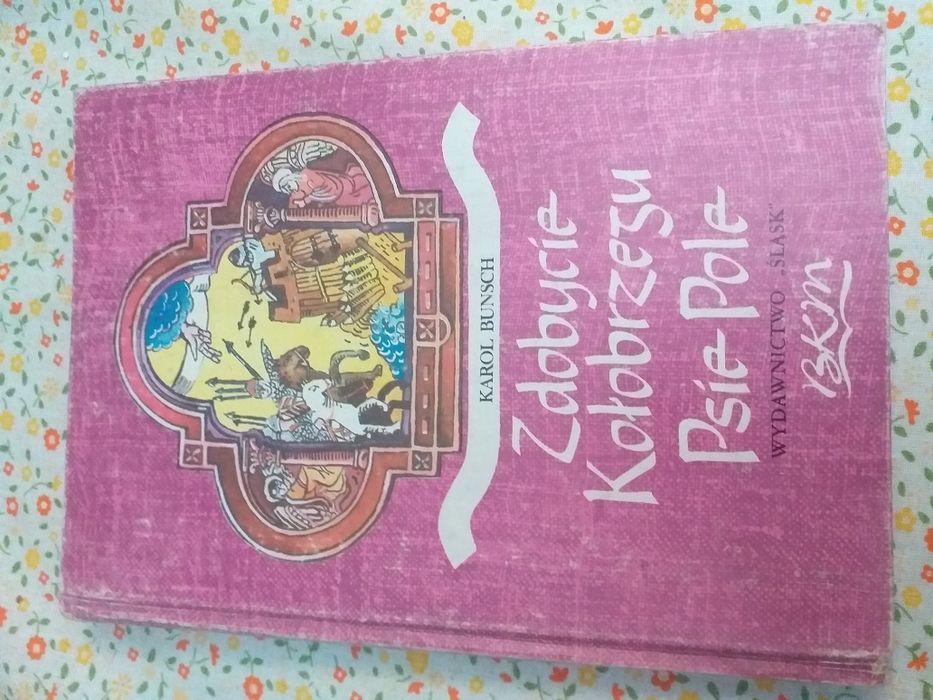 KAROL BUNSCH
Zdobycie
Kołobrzegu
Psie Pole
WYDAWNICTWO „ŚLĄSK"
BKM